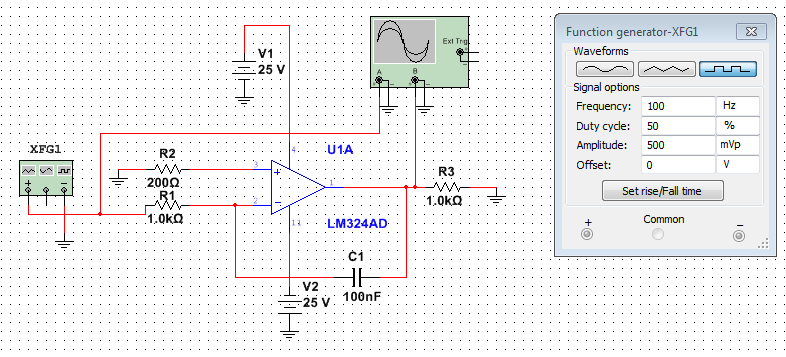 V1
25 V
A
B
Ext Trig
XFG1
R2
200Ω
R1
1.0kΩ
3
2
4
1
11
U1A
LM324AD
R3
1.0kΩ
C1
100nF
V2
25 V
Function generator-XFG1
Waveforms
Signal options
Frequency: 100 Hz
Duty cycle: 50 %
Amplitude: 500 mVp
Offset: 0 V
Set rise/Fall time
+ Common −